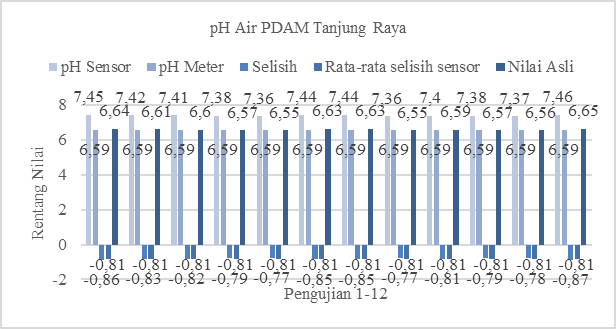 pH Air PDAM Tanjung Raya
pH Sensor pH Meter Selisih Rata-rata selisih sensor Nilai Asli
7,45 7,42 7,41 7,38 7,36 7,44 7,44 7,36 7,4 7,38 7,37 7,46
8
6,64 6,61 6,6 6,57 6,55 6,63 6,63 6,55 6,59 6,57 6,56 6,65
6
6,59 6,59 6,59 6,59 6,59 6,59 6,59 6,59 6,59 6,59 6,59 6,59
4
2
0
-0,81 -0,81 -0,81 -0,81 -0,81 -0,81 -0,81 -0,81 -0,81 -0,81 -0,81 -0,81
-2
-0,86 -0,83 -0,82 -0,79 -0,77 -0,85 -0,85 -0,77 -0,81 -0,79 -0,78 -0,87
Rentang Nilai
Pengujian 1-12